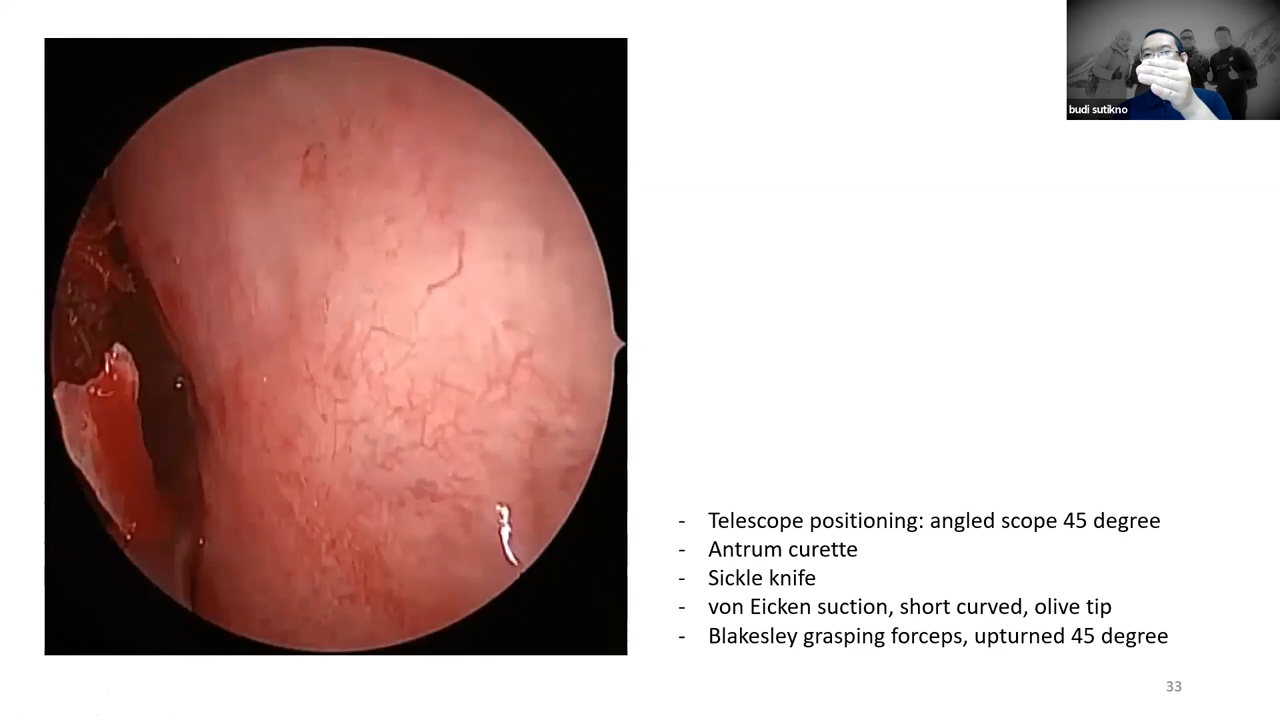 budi sutikno
- Telescope positioning: angled scope 45 degree
- Antrum curette
- Sickle knife
- von Eicken suction, short curved, olive tip
- Blakesley grasping forceps, upturned 45 degree
33